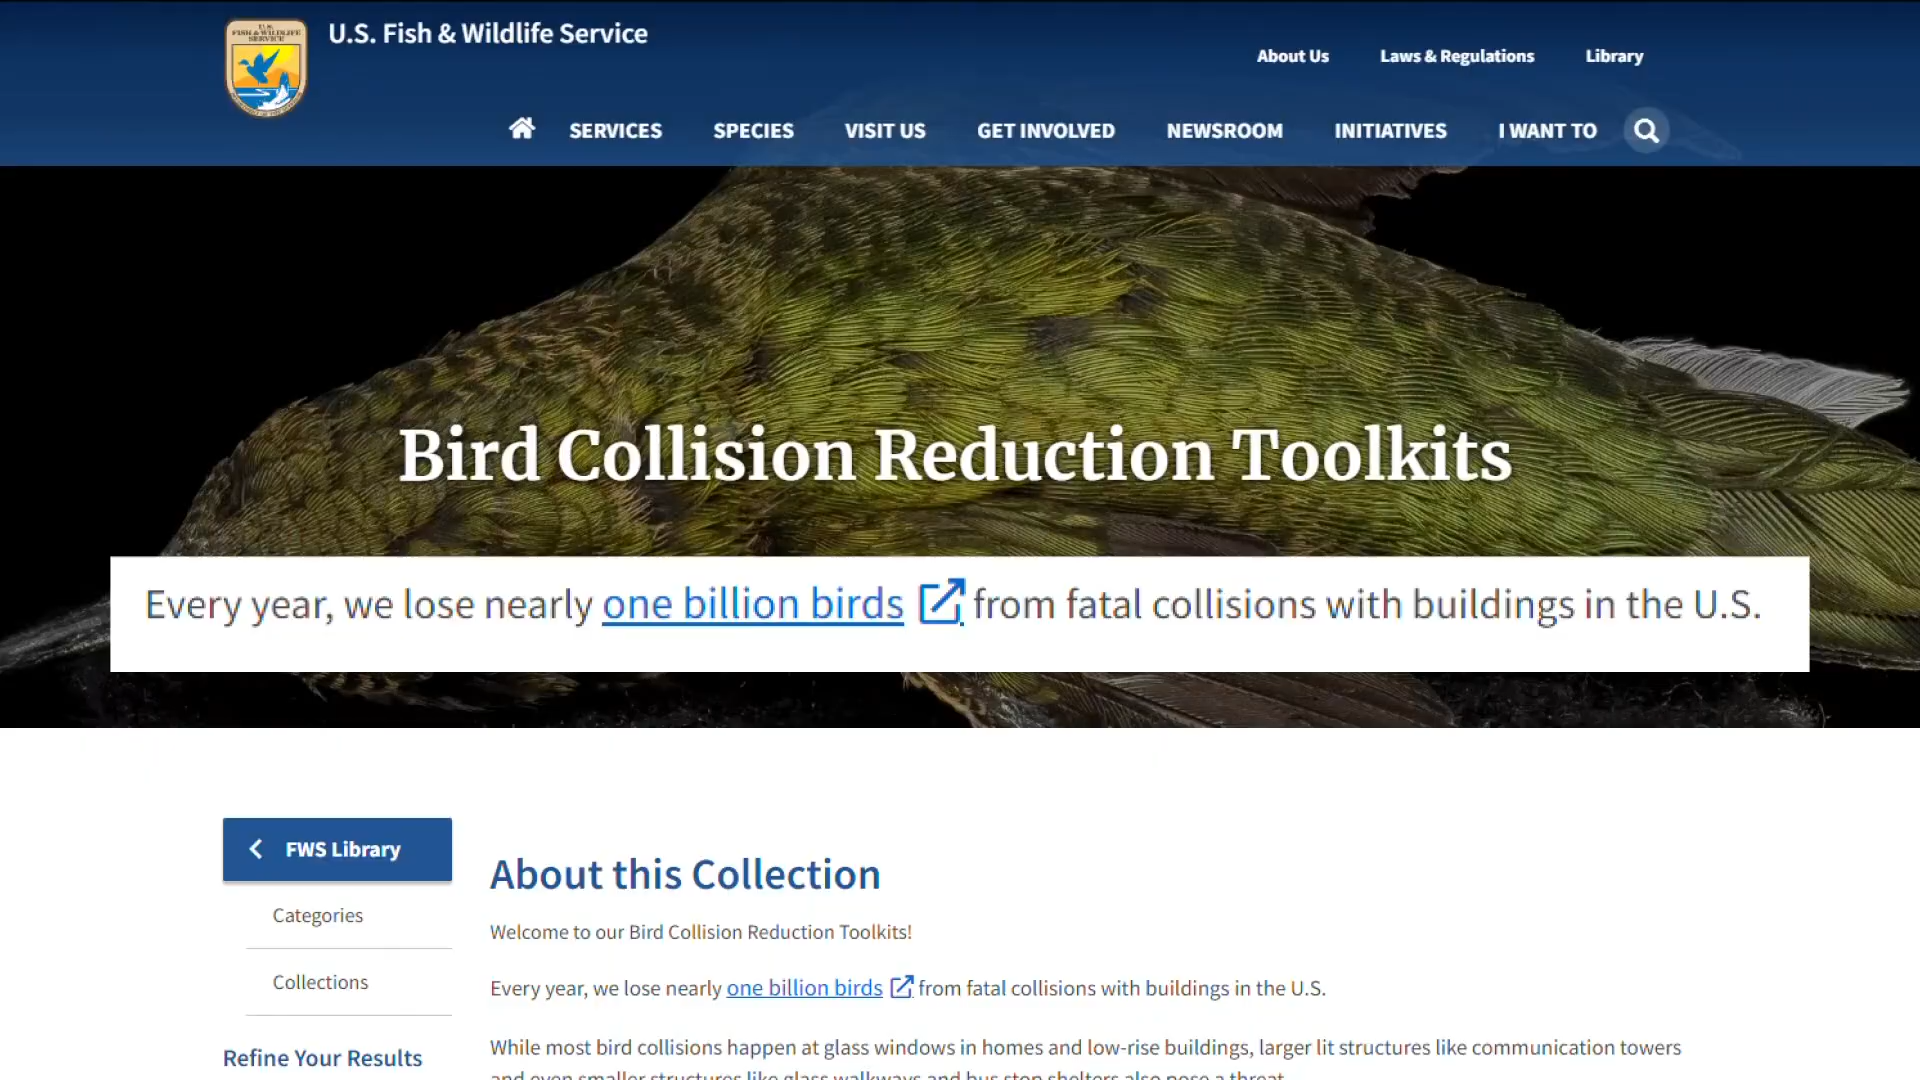 U.S. Fish & Wildlife Service
U.S.
FISH & WILDLIFE
SERVICE
About Us Laws & Regulations Library
SERVICES SPECIES VISIT US GET INVOLVED NEWSROOM INITIATIVES I WANT TO
Bird Collision Reduction Toolkits
Every year, we lose nearly one billion birds from fatal collisions with buildings in the U.S.
FWS Library
Categories
Collections
Refine Your Results
About this Collection
Welcome to our Bird Collision Reduction Toolkits!
Every year, we lose nearly one billion birds from fatal collisions with buildings in the U.S.
While most bird collisions happen at glass windows in homes and low-rise buildings, larger lit structures like communication towers
and even smaller structures like glass walkways and bus stop shelters also pose a threat.